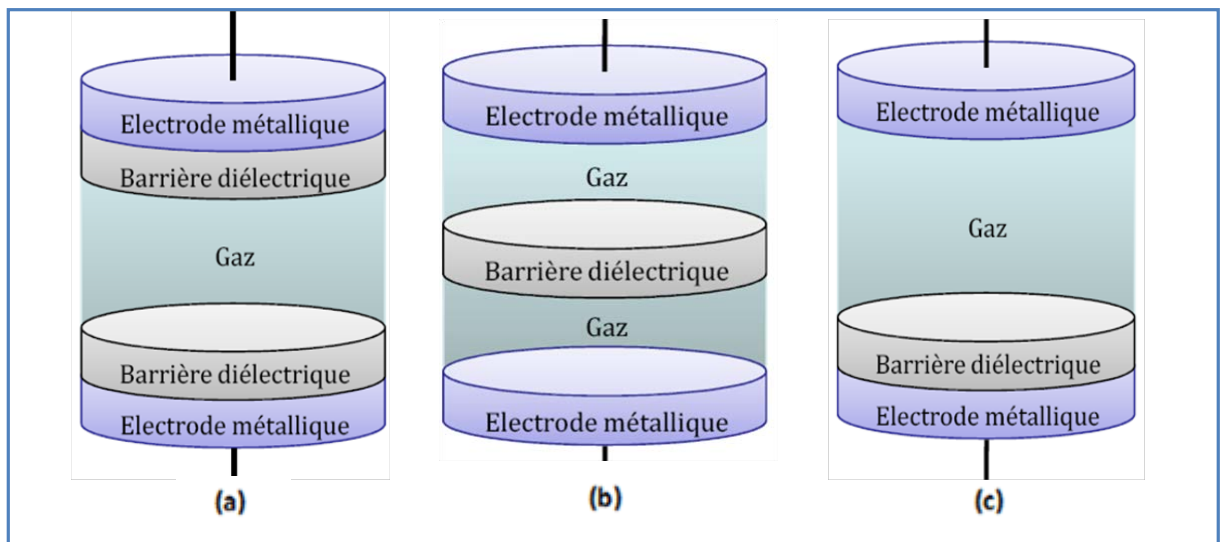 Electrode métallique
Barrière diélectrique
Gaz
Barrière diélectrique
Electrode métallique
(a)
Electrode métallique
Gaz
Barrière diélectrique
Gaz
Electrode métallique
(b)
Electrode métallique
Gaz
Barrière diélectrique
Electrode métallique
(c)